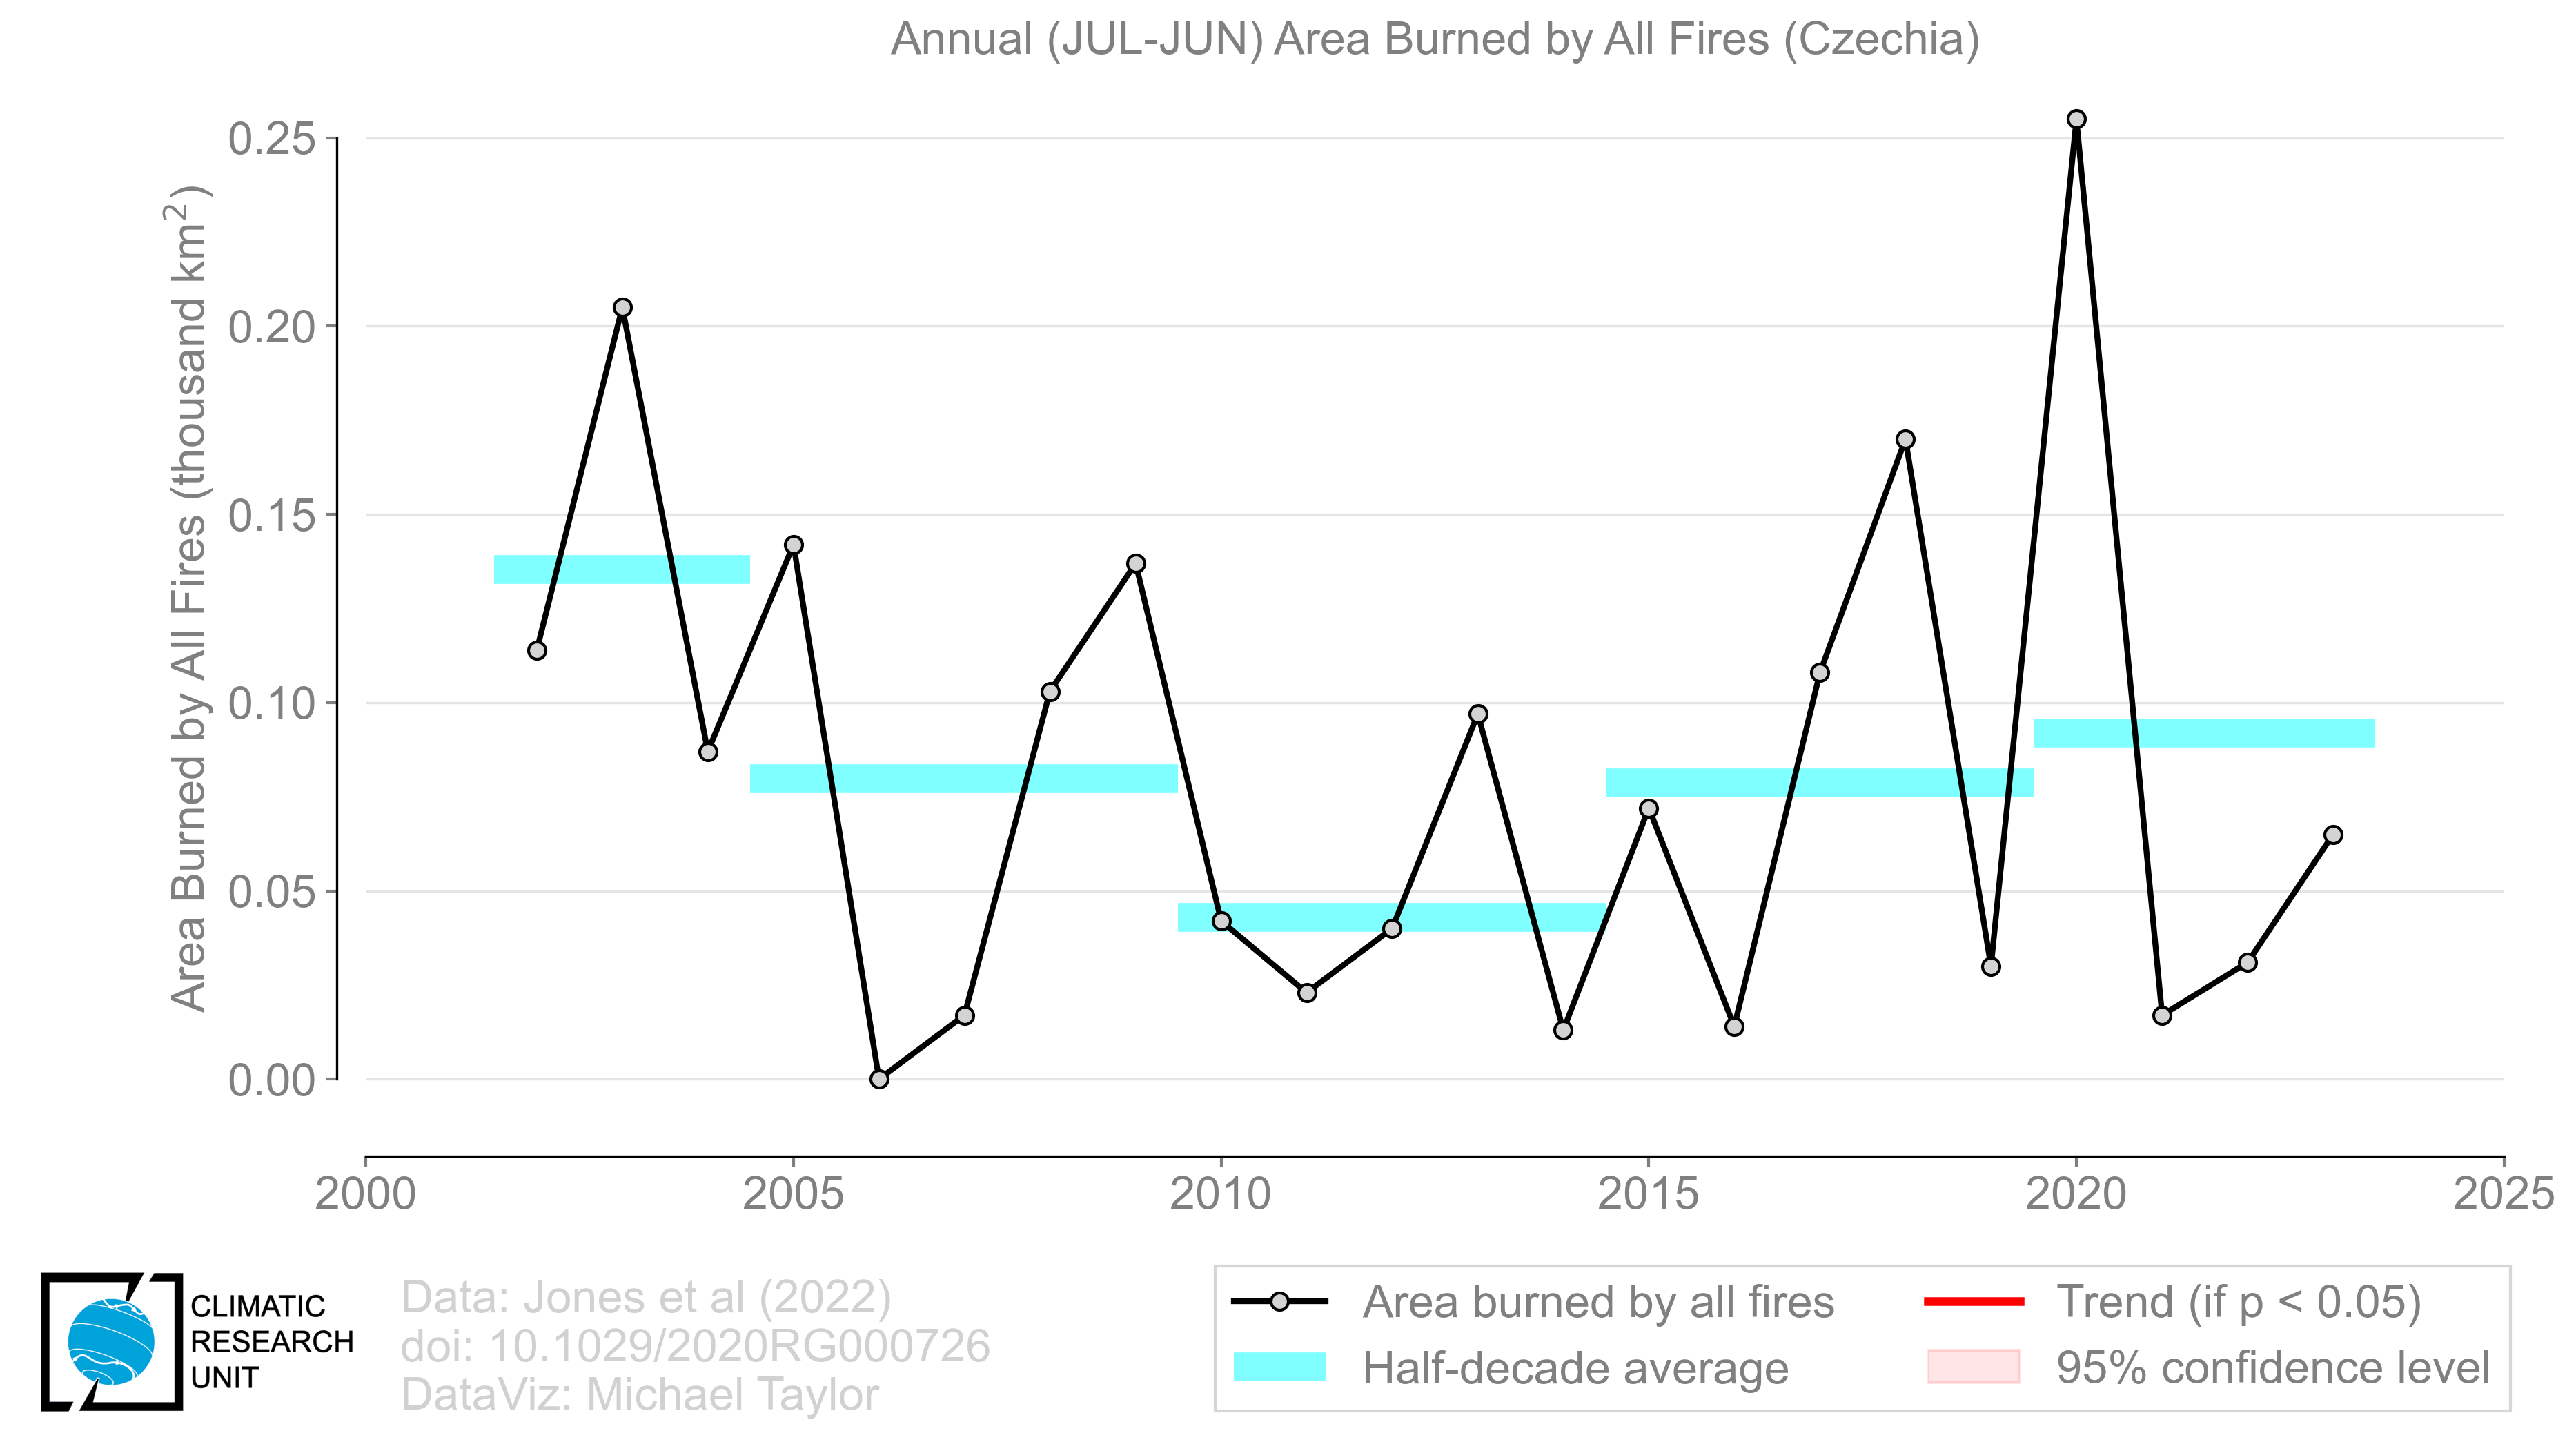 Annual (JUL-JUN) Area Burned by All Fires (Czechia)
Area Burned by All Fires (thousand km²)
0.25
0.20
0.15
0.10
0.05
0.00
2000 2005 2010 2015 2020 2025
CLIMATIC
RESEARCH
UNIT
Data: Jones et al (2022)
doi: 10.1029/2020RG000726
DataViz: Michael Taylor
Area burned by all fires
Half-decade average
Trend (if p < 0.05)
95% confidence level